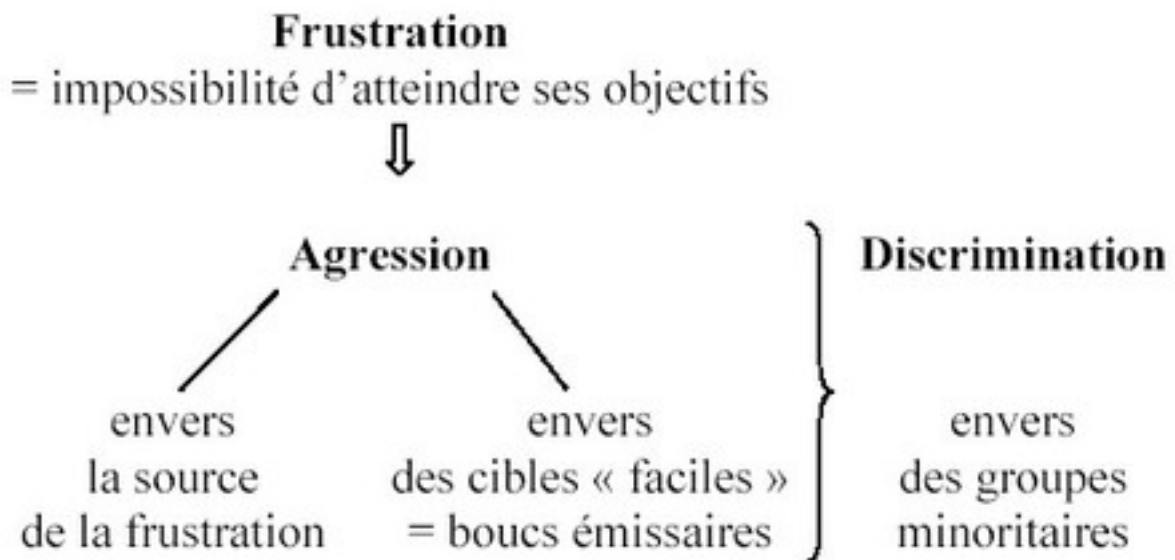 Frustration
= impossibilité d’atteindre ses objectifs
Agression
Discrimination
envers
la source
de la frustration
envers
des cibles « faciles »
= boucs émissaires
envers
des groupes
minoritaires